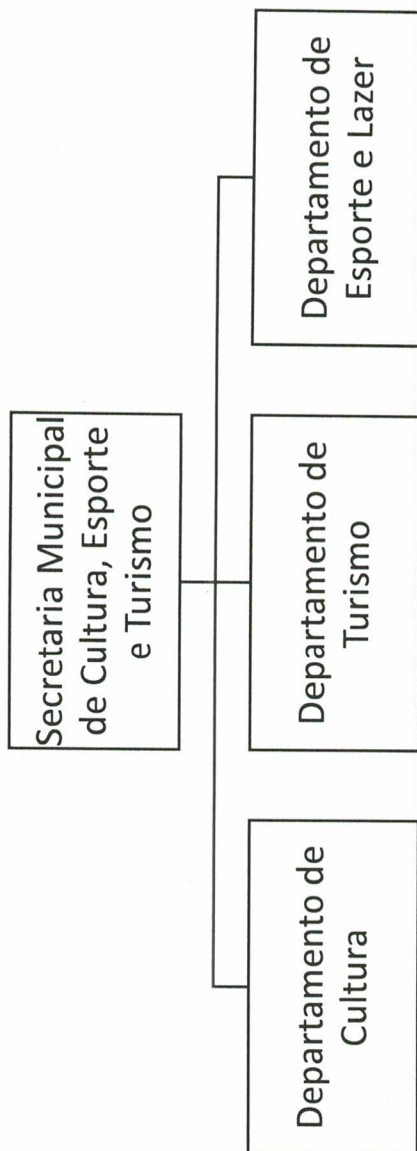 Secretaria Municipal
de Cultura, Esporte
e Turismo
Departamento de
Cultura
Departamento de
Turismo
Departamento de
Esporte e Lazer